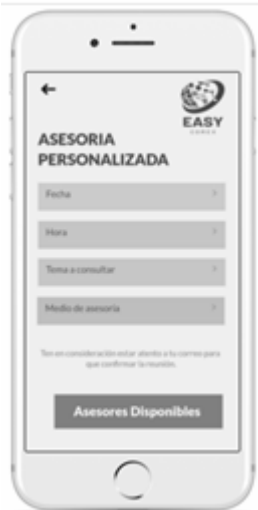 EASY
ASESORIA
PERSONALIZADA
Fecha
Hora
Tema a consultar
Medio de asesoría
Ten en consideración estar atento a tu correo para
que confirmar la reunión.
Asesores Disponibles